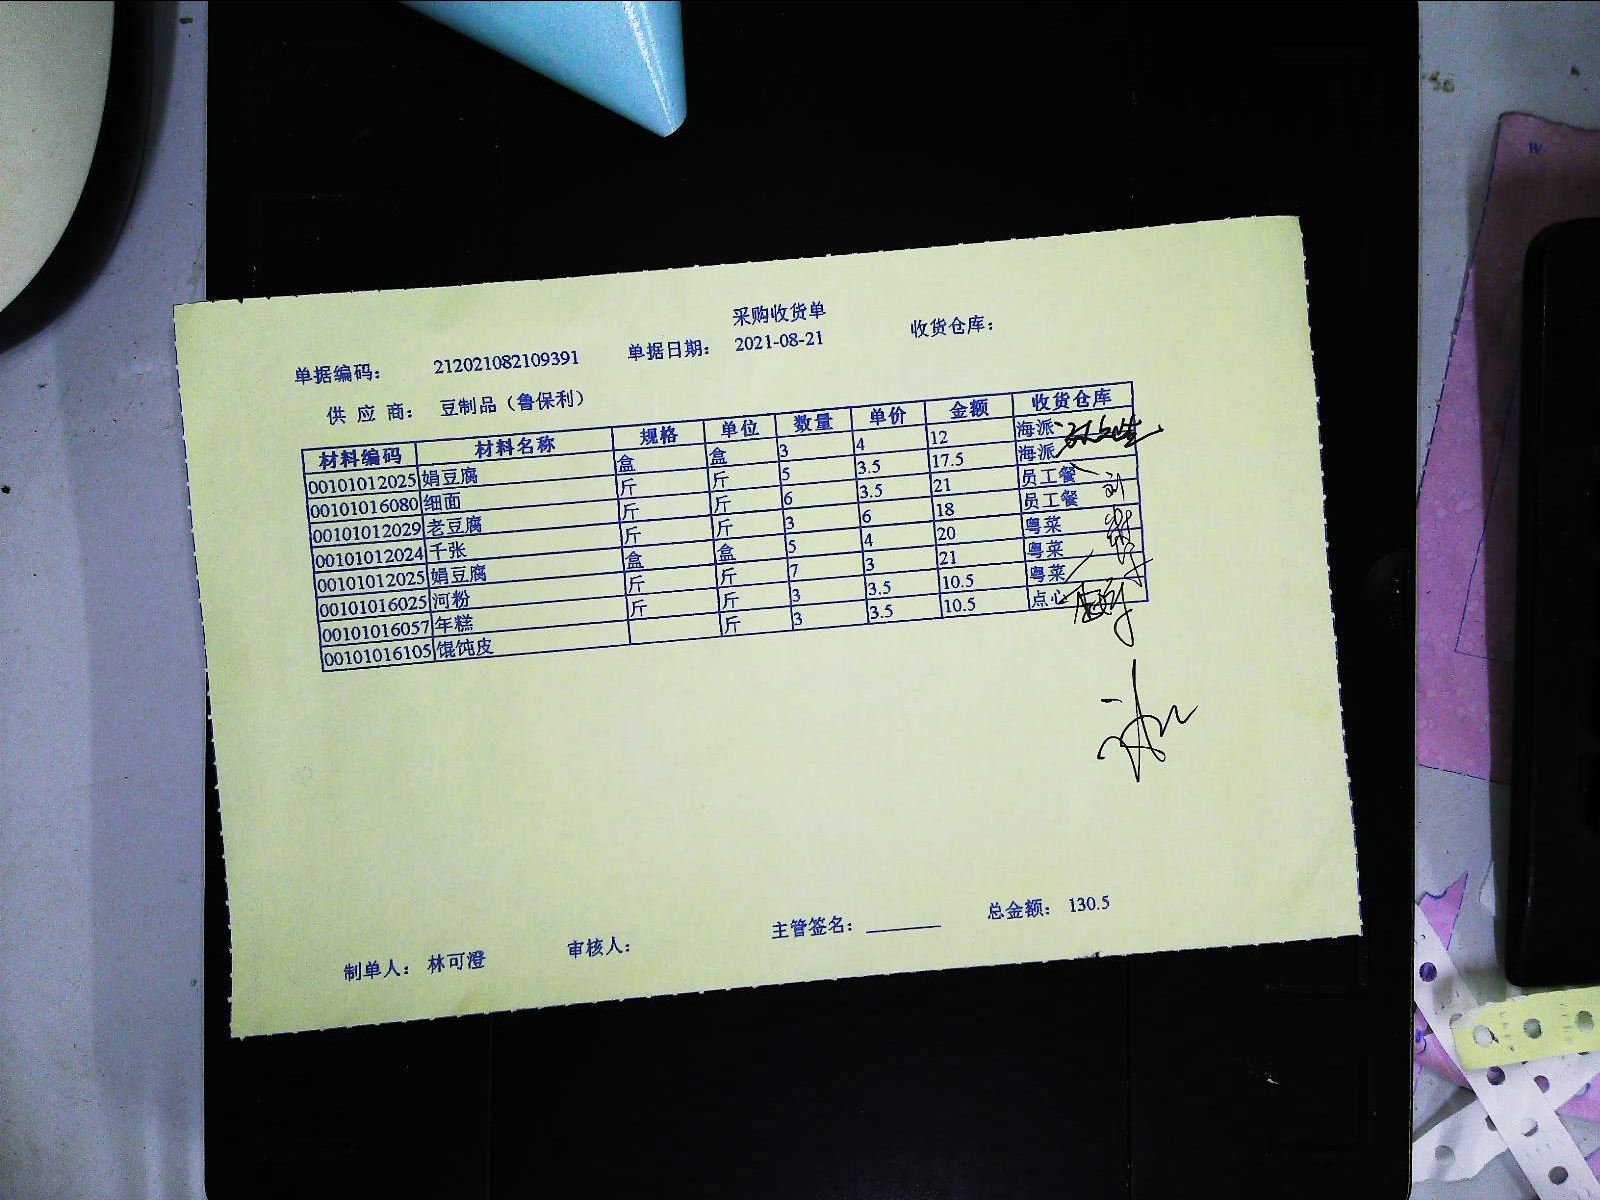 采购收货单
单据编码： 212021082109391 单据日期： 2021-08-21 收货仓库：
供 应 商： 豆制品（鲁保利）
材料编码 材料名称 规格 单位 数量 单价 金额 收货仓库
00101012025 娟豆腐 盒 盒 3 4 12 海派
00101016080 细面 斤 斤 5 3.5 17.5 海派
00101012029 老豆腐 斤 斤 6 3.5 21 员工餐
00101012024 千张 斤 斤 3 6 18 员工餐
00101012025 娟豆腐 盒 盒 5 4 20 粤菜
00101016025 河粉 斤 斤 7 3 21 粤菜
00101016057 年糕 斤 斤 3 3.5 10.5 粤菜
00101016105 馄饨皮 斤 3 3.5 10.5 点心
制单人： 林可澄 审核人： 主管签名： 总金额： 130.5